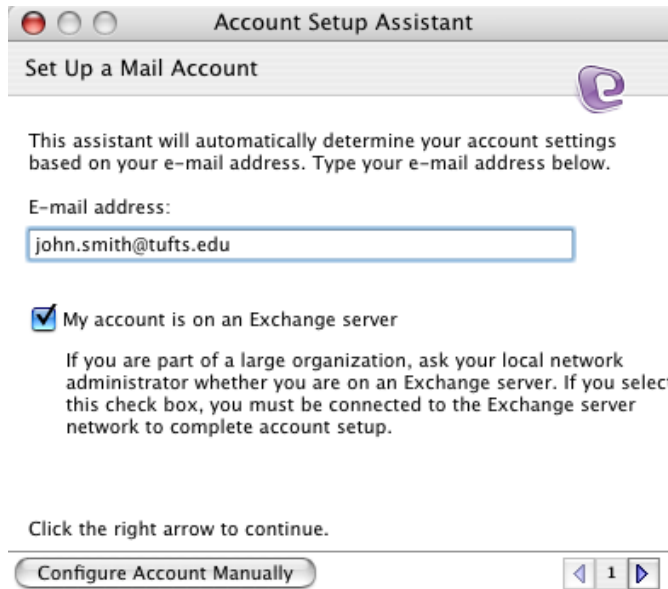 Account Setup Assistant
Set Up a Mail Account
This assistant will automatically determine your account settings
based on your e-mail address. Type your e-mail address below.
E-mail address:
john.smith@tufts.edu
My account is on an Exchange server
If you are part of a large organization, ask your local network
administrator whether you are on an Exchange server. If you select
this check box, you must be connected to the Exchange server
network to complete account setup.
Click the right arrow to continue.
Configure Account Manually
1